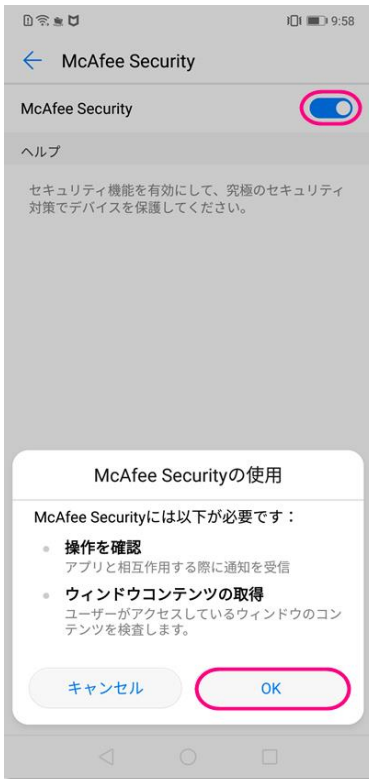 9:58
McAfee Security
McAfee Security
ヘルプ
セキュリティ機能を有効にして、究極のセキュリティ
対策でデバイスを保護してください。
McAfee Securityの使用
McAfee Securityには以下が必要です：
操作を確認
アプリと相互作用する際に通知を受信
ウィンドウコンテンツの取得
ユーザーがアクセスしているウィンドウのコン
テンツを検査します。
キャンセル
OK